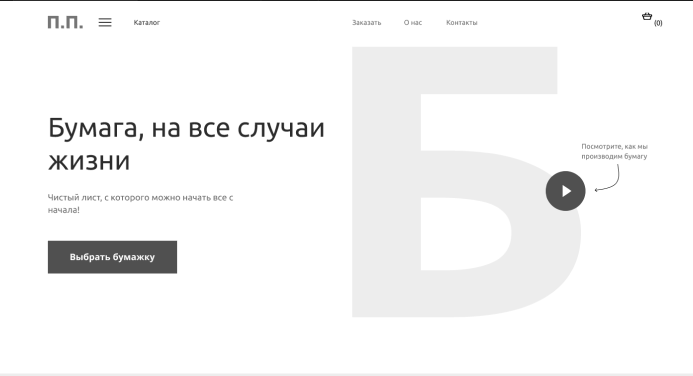 П.П.
Каталог
Заказать
О нас
Контакты
(0)
Б
Бумага, на все случаи
жизни
Чистый лист, с которого можно начать все с
начала!
Выбрать бумажку
Посмотрите, как мы
производим бумагу